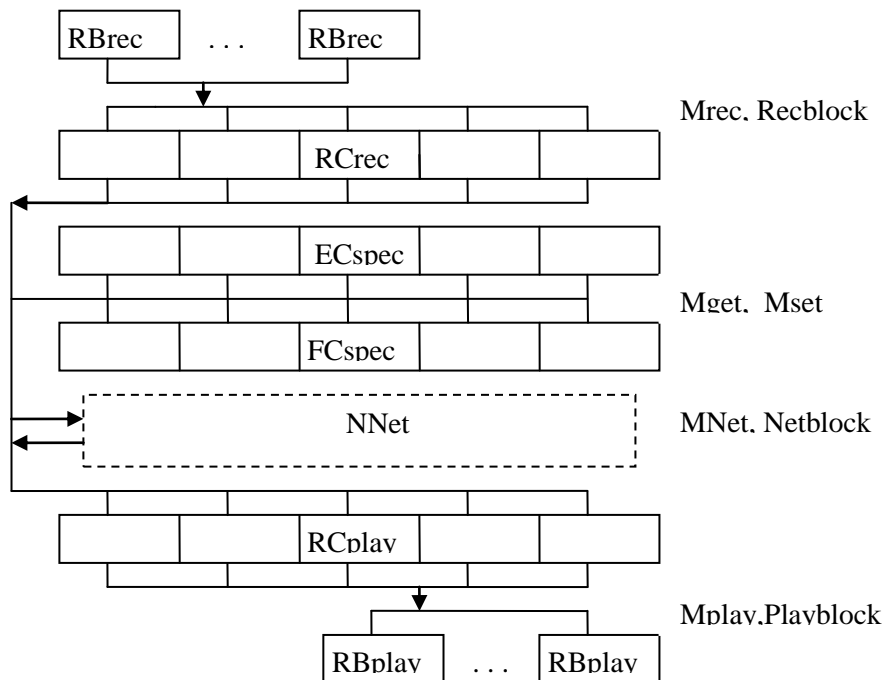 RBrec . . . RBrec
Mrec, Recblock
RCrec
ECspec
Mget, Mset
FCspec
NNet
MNet, Netblock
RCplay
Mplay,Playblock
RBplay . . . RBplay